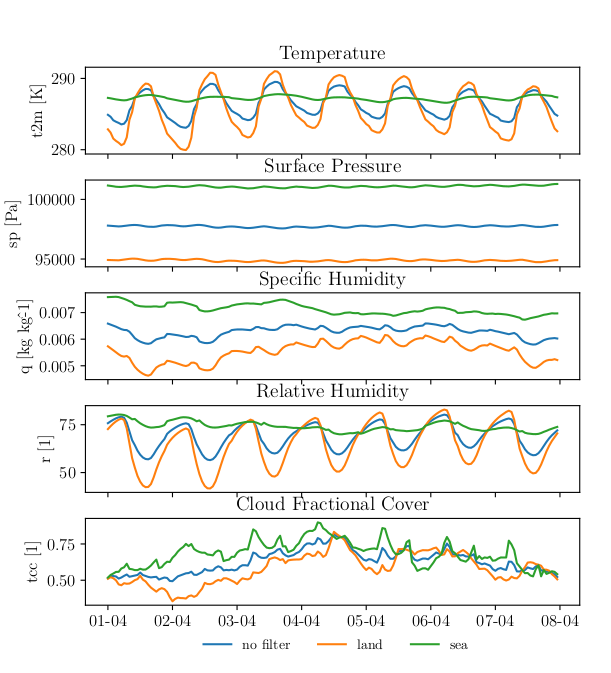 Temperature
290
280
t2m [K]
Surface Pressure
100000
95000
sp [Pa]
Specific Humidity
0.007
0.006
0.005
q [kg kg-1]
Relative Humidity
75
50
r [1]
Cloud Fractional Cover
0.75
0.50
tcc [1]
01-04 02-04 03-04 04-04 05-04 06-04 07-04 08-04
no filter land sea